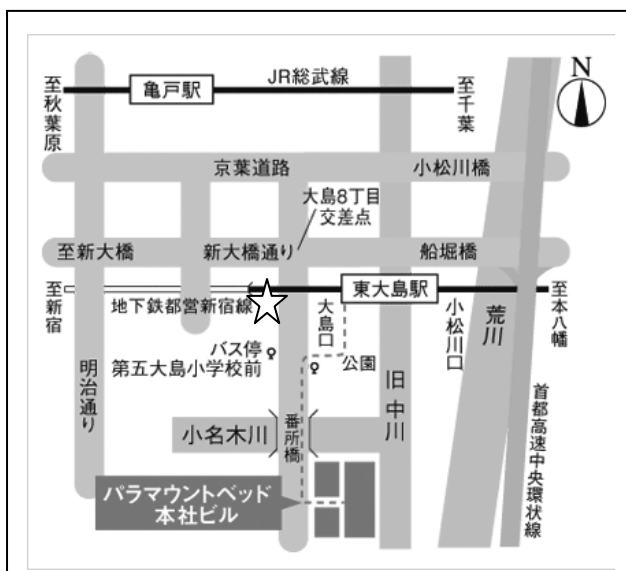 N
至秋葉原
亀戸駅
JR総武線
至千葉
京葉道路
小松川橋
大島8丁目
交差点
至新大橋
新大橋通り
船堀橋
至新宿
地下鉄都営新宿線
東大島駅
至本八幡
大島口
小松川口
荒川
バス停
第五大島小学校前
公園
明治通り
旧中川
首都高速中央環状線
小名木川
番所橋
パラマウントベッド
本社ビル